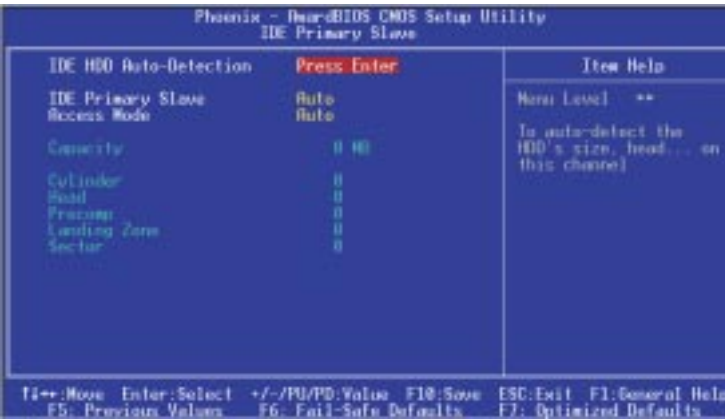 Phoenix - AwardBIOS CMOS Setup Utility
IDE Primary Slave
IDE HDD Auto-Detection Press Enter
IDE Primary Slave Auto
Access Mode Auto
Capacity 0 MB
Cylinder 0
Head 0
Precomp 0
Landing Zone 0
Sector 0
Item Help
Menu Level
To auto-detect the
HDD's size, head... on
this channel
:Move Enter:Select +/-/PU/PD:Value F10:Save ESC:Exit F1:General Hel
F5: Previous Values F6: Fail-Safe Defaults F7: Optimized Defaults